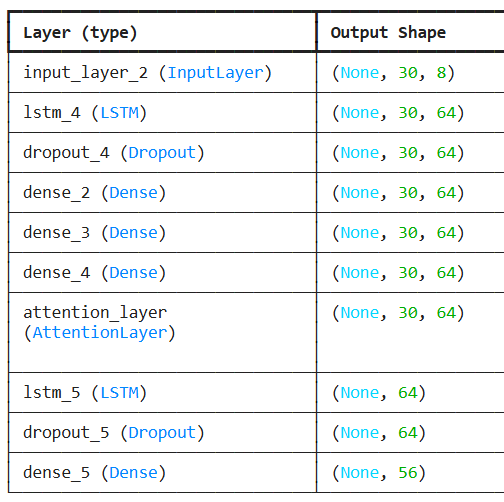 Layer (type) Output Shape
input_layer_2 (InputLayer) (None, 30, 8)
lstm_4 (LSTM) (None, 30, 64)
dropout_4 (Dropout) (None, 30, 64)
dense_2 (Dense) (None, 30, 64)
dense_3 (Dense) (None, 30, 64)
dense_4 (Dense) (None, 30, 64)
attention_layer (None, 30, 64)
(AttentionLayer)
lstm_5 (LSTM) (None, 64)
dropout_5 (Dropout) (None, 64)
dense_5 (Dense) (None, 56)